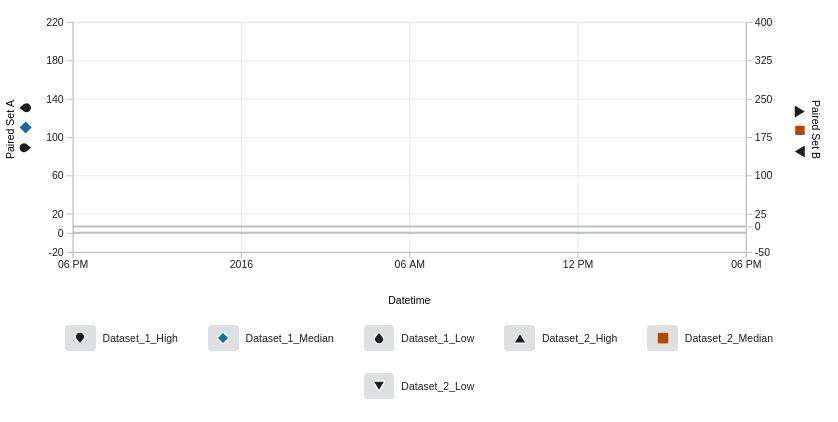 220
180
140
100
60
20
0
-20
400
325
250
175
100
25
0
-50
Paired Set A
Paired Set B
06 PM
2016
06 AM
12 PM
06 PM
Datetime
Dataset_1_High
Dataset_1_Median
Dataset_1_Low
Dataset_2_High
Dataset_2_Median
Dataset_2_Low